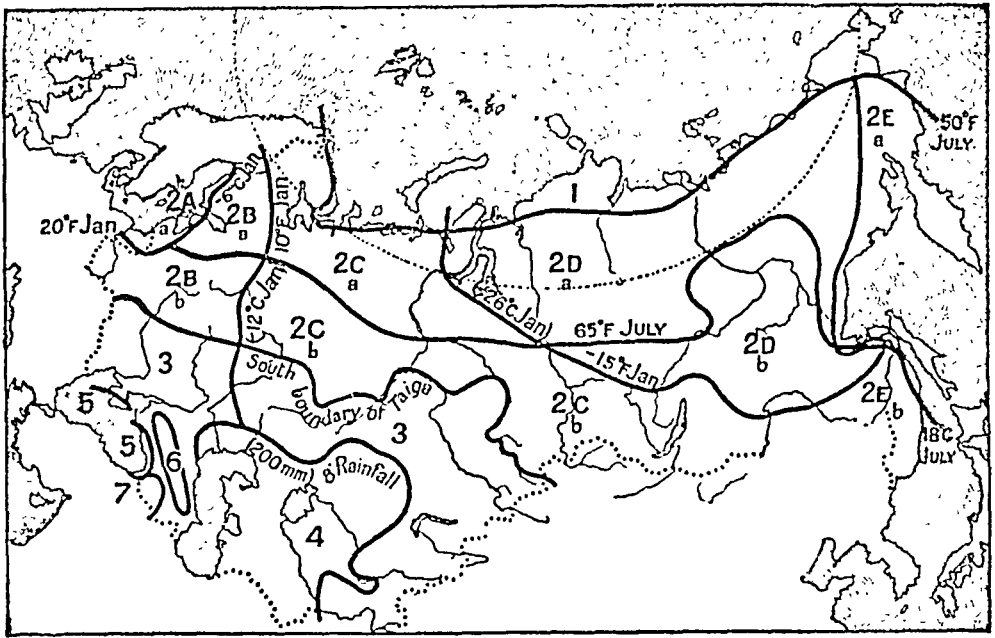 2E
a
50°F
JULY
1
2A
a
-6°C Jan
2B
a
10°F Jan
20°F Jan
2B
b
(-12°C Jan)
2C
a
2D
a
(-26°C Jan)
65°F JULY
-15°F Jan
2C
b
2D
b
3
South
boundary of Taiga
3
2C
b
2E
b
18°C
JULY
5
5
6
7
(200 mm) 8" Rainfall
4